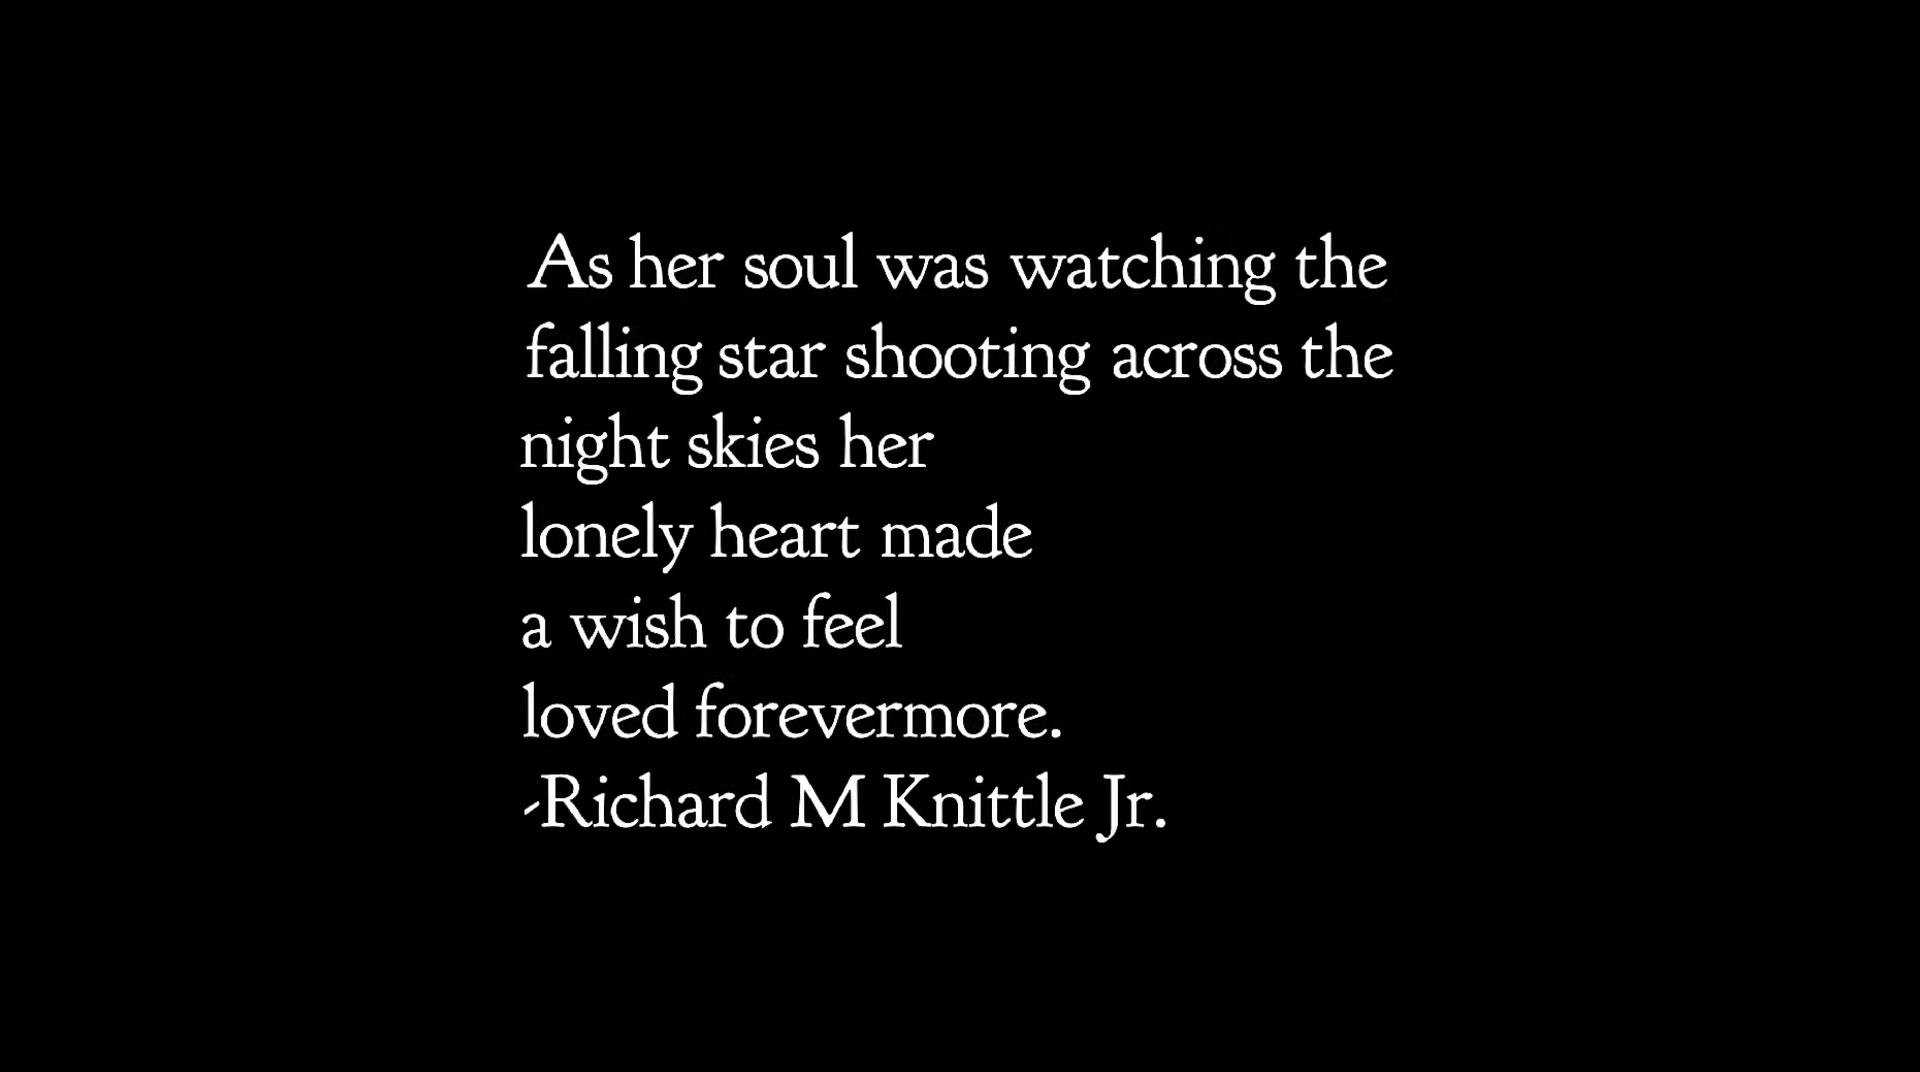 As her soul was watching the
falling star shooting across the
night skies her
lonely heart made
a wish to feel
loved forevermore.
-Richard M Knittle Jr.